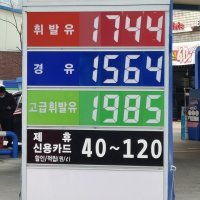 휘발유 1744
경유 1564
고급휘발유 1985
제휴
신용카드 40~120
할인/적립(원/ℓ)